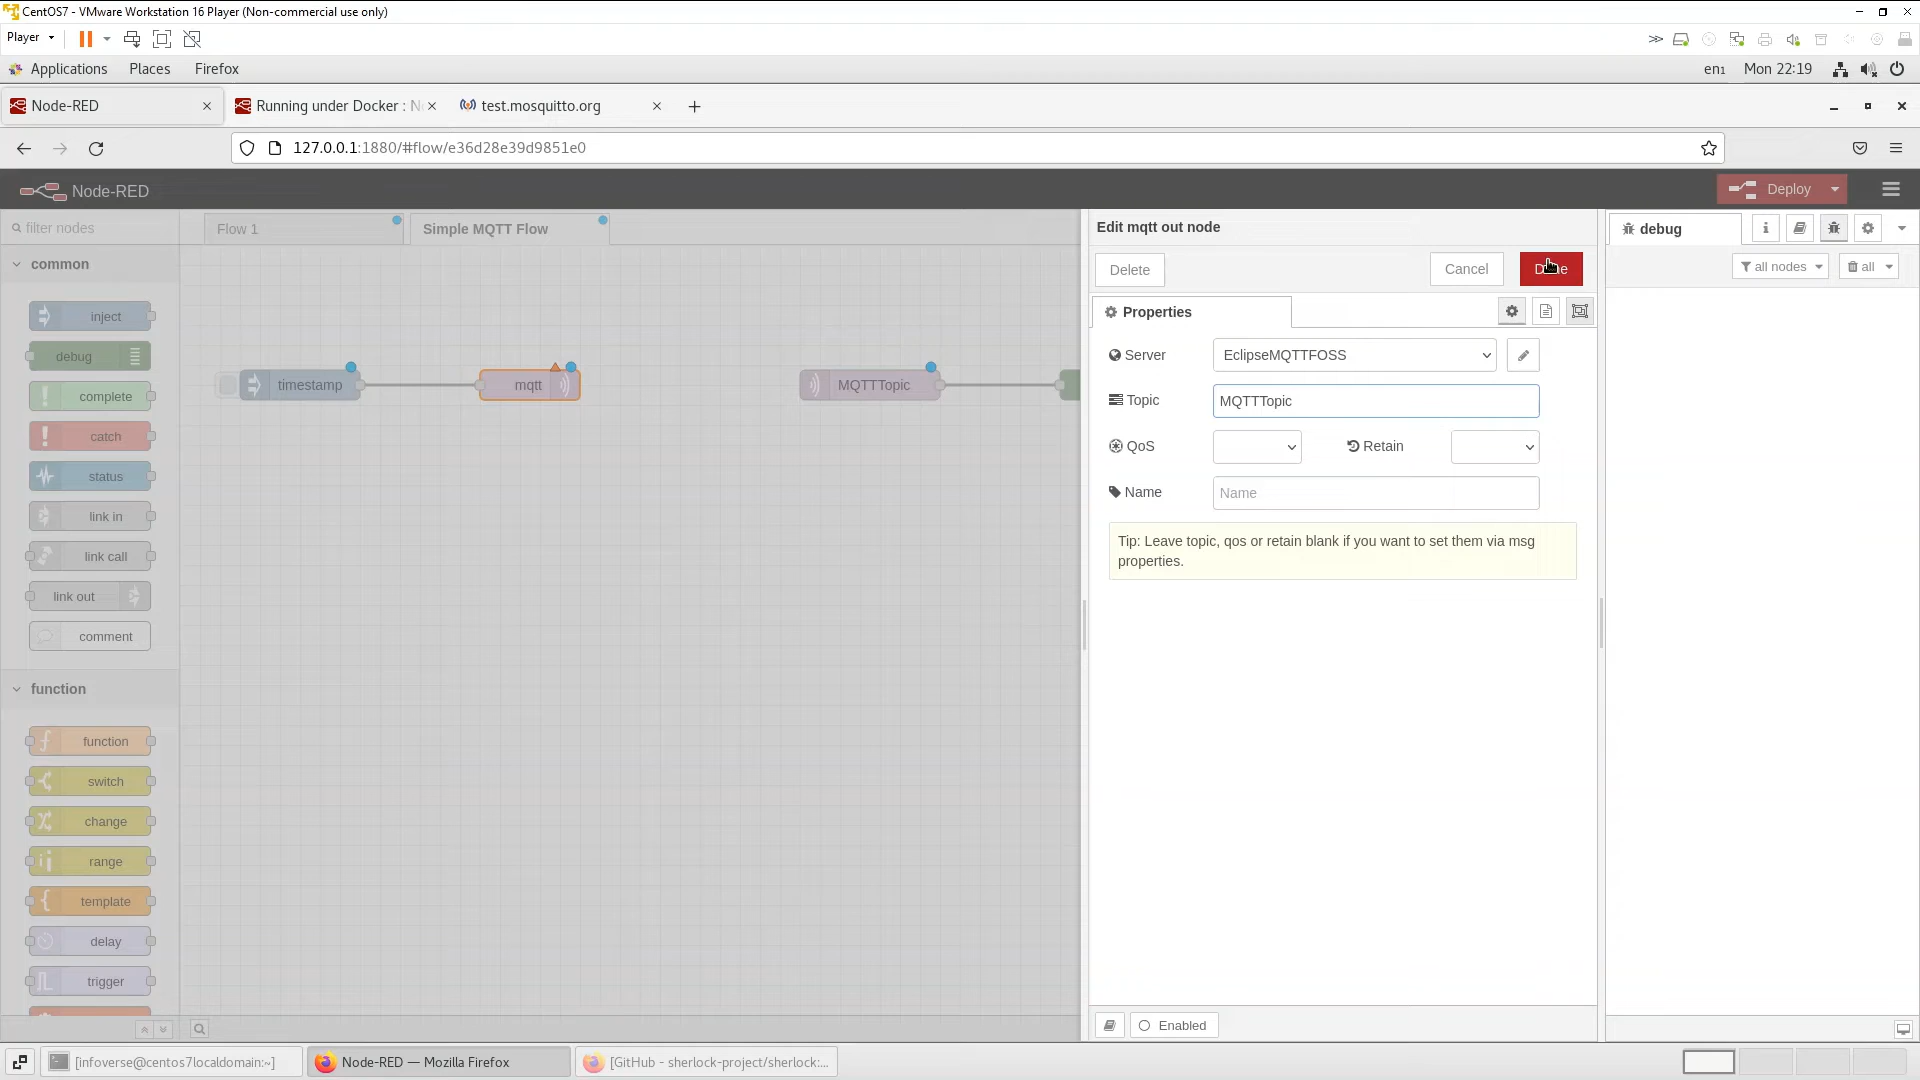 CentOS7 - VMware Workstation 16 Player (Non-commercial use only)
Player
Applications Places Firefox
en1 Mon 22:19
Node-RED
Running under Docker : N
test.mosquitto.org
127.0.0.1:1880/#flow/e36d28e39d9851e0
Node-RED
Deploy
filter nodes
Flow 1
Simple MQTT Flow
Edit mqtt out node
debug
common
Delete
Cancel
all nodes
all
inject
debug
complete
catch
status
link in
link call
link out
comment
function
function
switch
change
range
template
delay
trigger
timestamp
mqtt
MQTTTopic
Properties
Server
EclipseMQTTFOSS
Topic
MQTTTopic
QoS
Retain
Name
Name
Tip: Leave topic, qos or retain blank if you want to set them via msg
properties.
Enabled
[infoverse@centos7localdomain:~]
Node-RED — Mozilla Firefox
[GitHub - sherlock-project/sherlock:...